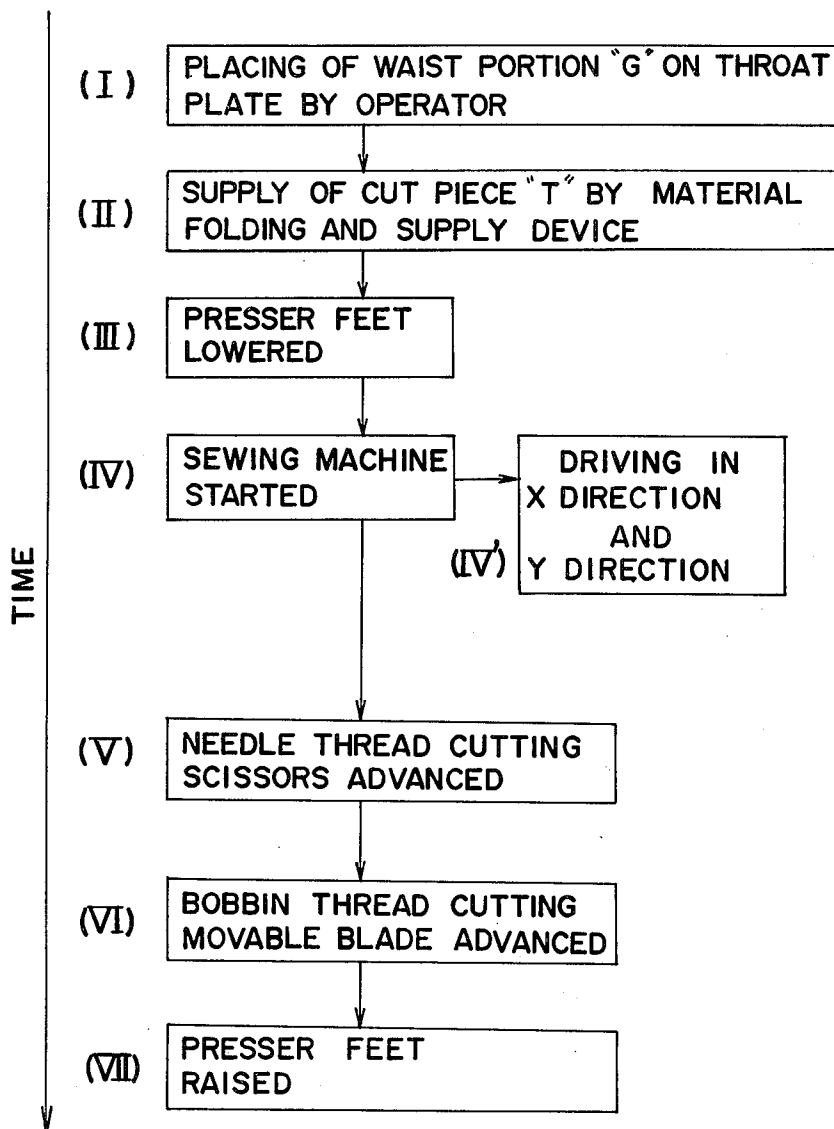 TIME
(I) PLACING OF WAIST PORTION "G" ON THROAT
PLATE BY OPERATOR
(II) SUPPLY OF CUT PIECE "T" BY MATERIAL
FOLDING AND SUPPLY DEVICE
(III) PRESSER FEET
LOWERED
(IV) SEWING MACHINE
STARTED
(IV') DRIVING IN
X DIRECTION
AND
Y DIRECTION
(V) NEEDLE THREAD CUTTING
SCISSORS ADVANCED
(VI) BOBBIN THREAD CUTTING
MOVABLE BLADE ADVANCED
(VII) PRESSER FEET
RAISED